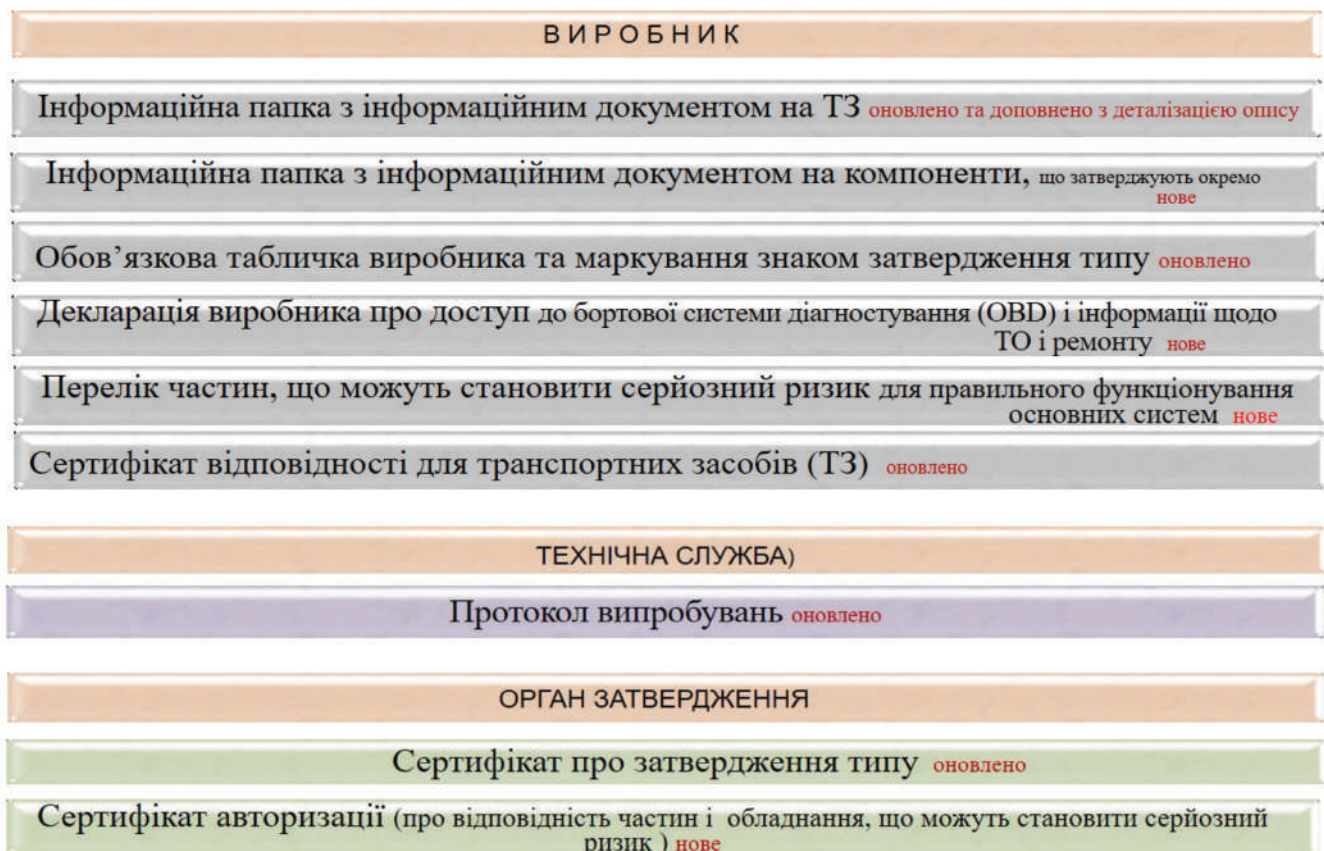 ВИРОБНИК
Інформаційна папка з інформаційним документом на ТЗ оновлено та доповнено з деталізацією опису
Інформаційна папка з інформаційним документом на компоненти, що затверджують окремо
нове
Обов’язкова табличка виробника та маркування знаком затвердження типу оновлено
Декларація виробника про доступ до бортової системи діагностування (OBD) і інформації щодо
ТО і ремонту нове
Перелік частин, що можуть становити серйозний ризик для правильного функціонування
основних систем нове
Сертифікат відповідності для транспортних засобів (ТЗ) оновлено
ТЕХНІЧНА СЛУЖБА)
Протокол випробувань оновлено
ОРГАН ЗАТВЕРДЖЕННЯ
Сертифікат про затвердження типу оновлено
Сертифікат авторизації (про відповідність частин і обладнання, що можуть становити серйозний
ризик ) нове